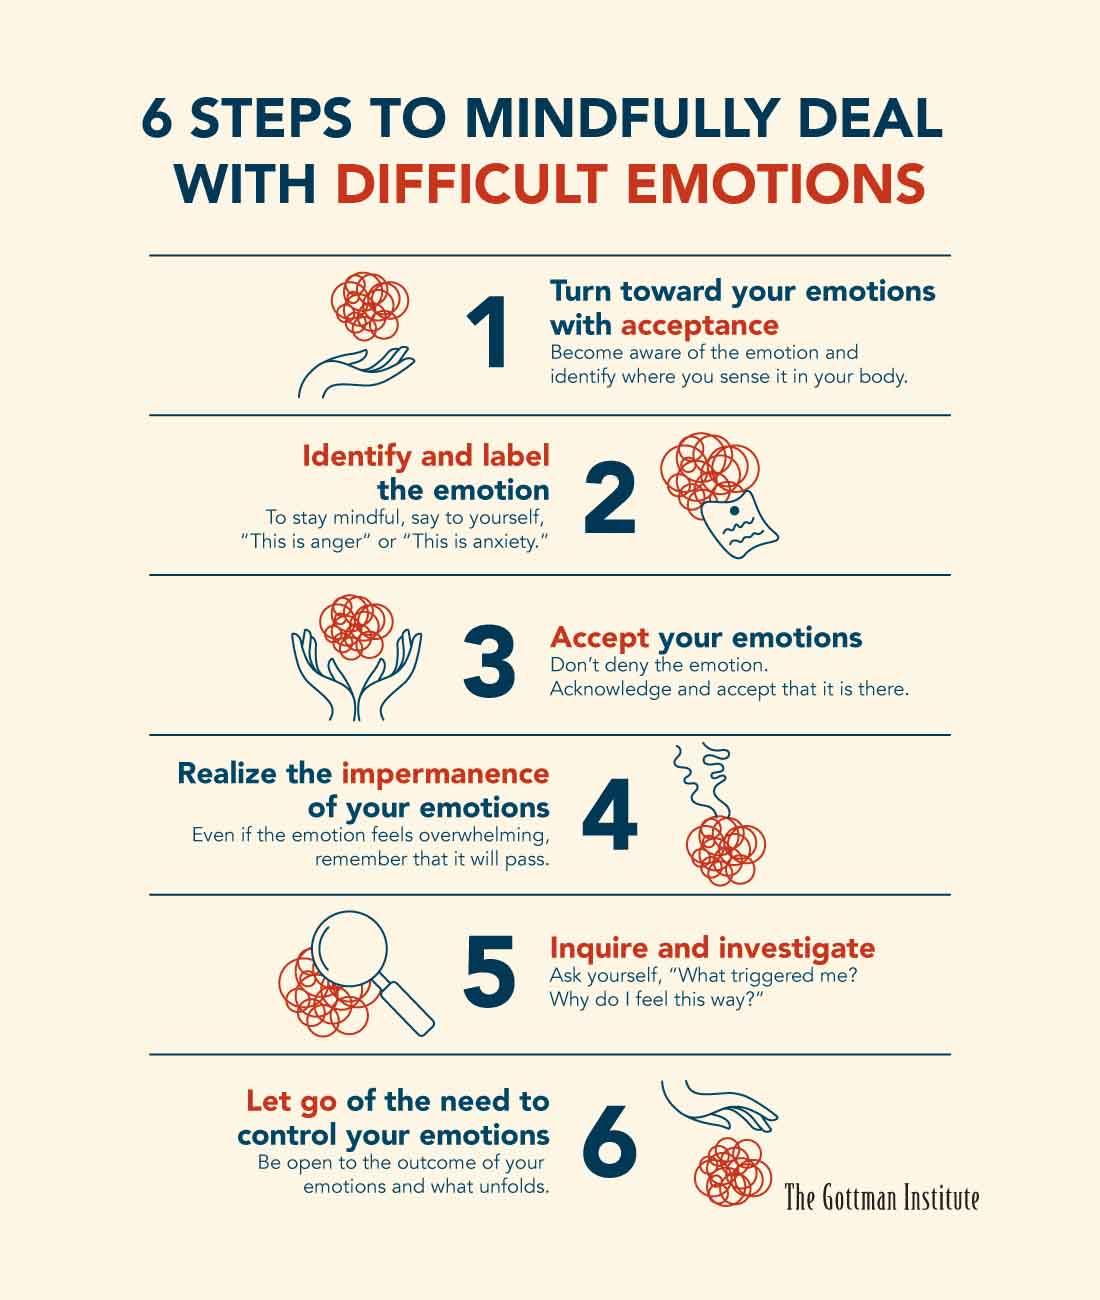 6 STEPS TO MINDFULLY DEAL
WITH DIFFICULT EMOTIONS
1
Turn toward your emotions
with acceptance
Become aware of the emotion and
identify where you sense it in your body.
Identify and label
the emotion
To stay mindful, say to yourself,
“This is anger” or “This is anxiety.”
2
3
Accept your emotions
Don’t deny the emotion.
Acknowledge and accept that it is there.
Realize the impermanence
of your emotions
Even if the emotion feels overwhelming,
remember that it will pass.
4
5
Inquire and investigate
Ask yourself, “What triggered me?
Why do I feel this way?”
Let go of the need to
control your emotions
Be open to the outcome of your
emotions and what unfolds.
6
The Gottman Institute